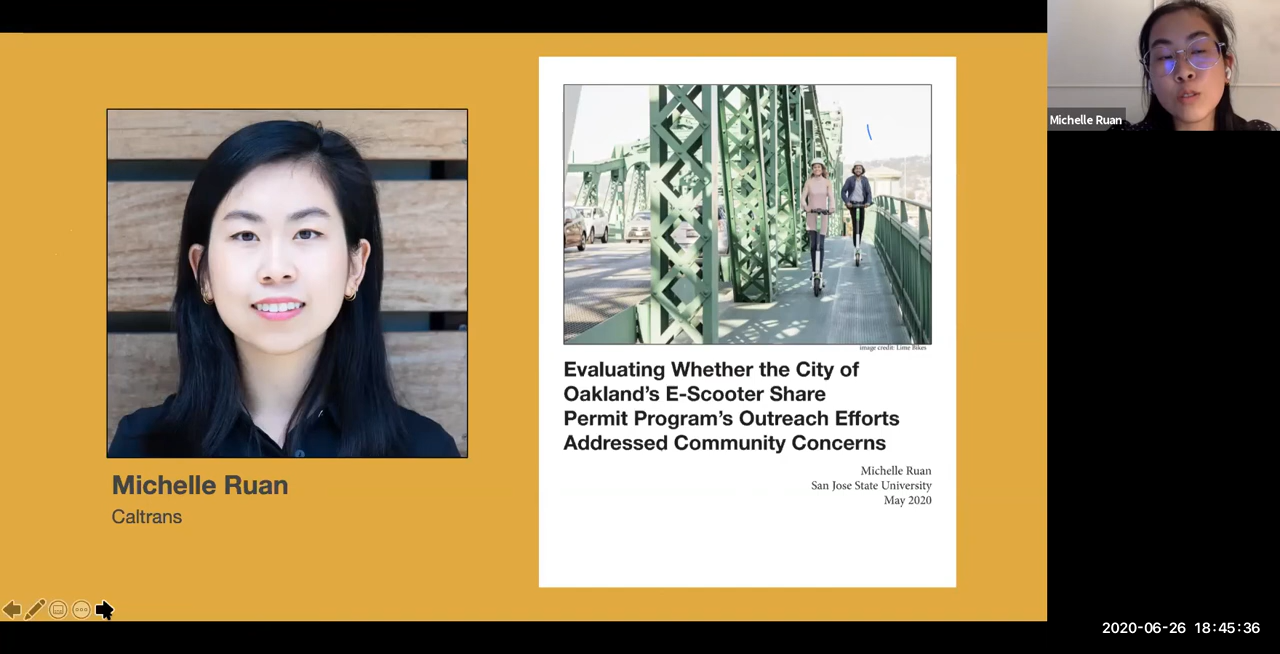 Michelle Ruan
Caltrans
image credit: Lime Bikes
Evaluating Whether the City of
Oakland's E-Scooter Share
Permit Program's Outreach Efforts
Addressed Community Concerns
Michelle Ruan
San Jose State University
May 2020
Michelle Ruan
2020-06-26 18:45:36